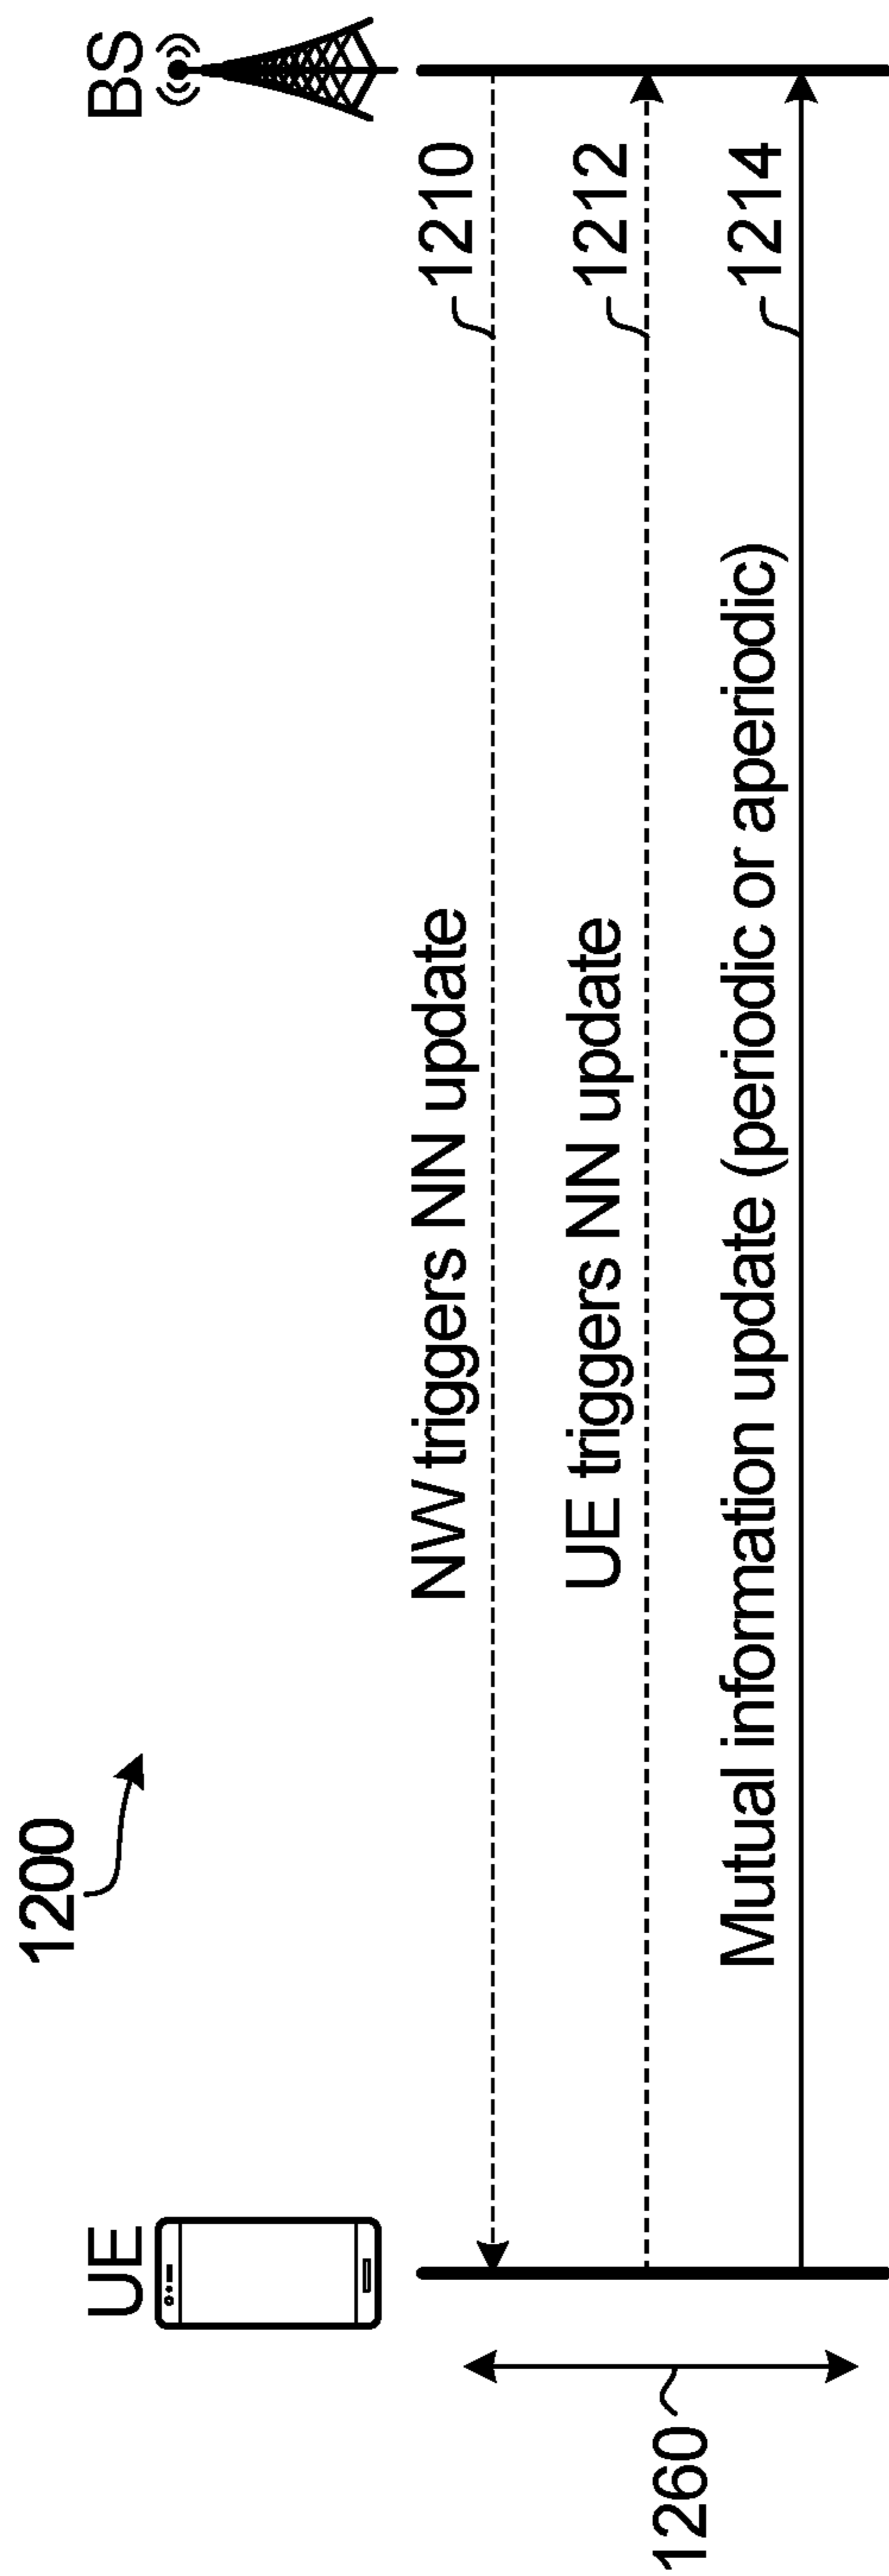 1200
UE
BS
NW triggers NN update
1210
UE triggers NN update
1212
Mutual information update (periodic or aperiodic)
1214
1260